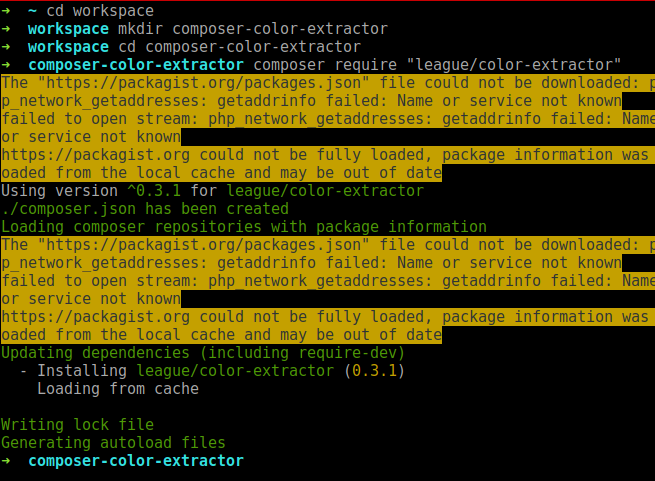 ➜ ~ cd workspace
➜ workspace mkdir composer-color-extractor
➜ workspace cd composer-color-extractor
➜ composer-color-extractor composer require "league/color-extractor"
The "https://packagist.org/packages.json" file could not be downloaded: p
p_network_getaddresses: getaddrinfo failed: Name or service not known
failed to open stream: php_network_getaddresses: getaddrinfo failed: Name
or service not known
https://packagist.org could not be fully loaded, package information was
oaded from the local cache and may be out of date
Using version ^0.3.1 for league/color-extractor
./composer.json has been created
Loading composer repositories with package information
The "https://packagist.org/packages.json" file could not be downloaded: p
p_network_getaddresses: getaddrinfo failed: Name or service not known
failed to open stream: php_network_getaddresses: getaddrinfo failed: Name
or service not known
https://packagist.org could not be fully loaded, package information was
oaded from the local cache and may be out of date
Updating dependencies (including require-dev)
- Installing league/color-extractor (0.3.1)
Loading from cache
Writing lock file
Generating autoload files
➜ composer-color-extractor